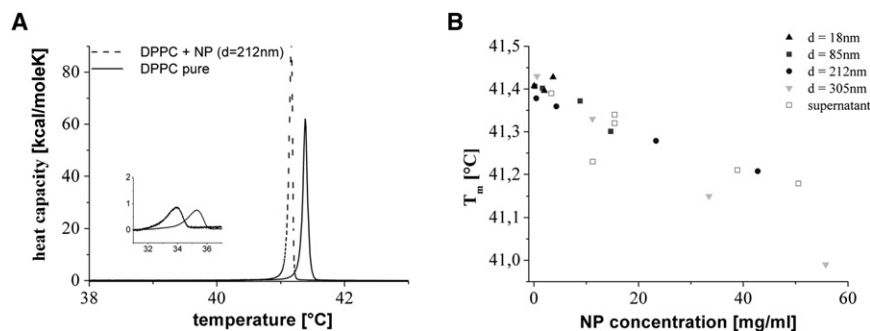 A
DPPC + NP (d=212nm)
DPPC pure
heat capacity [kcal/moleK]
80
60
40
20
0
2
1
0
32 34 36
38 40 42
temperature [°C]
B
d = 18nm
d = 85nm
d = 212nm
d = 305nm
supernatant
Tm [°C]
41,5
41,4
41,3
41,2
41,1
41,0
0 20 40 60
NP concentration [mg/ml]